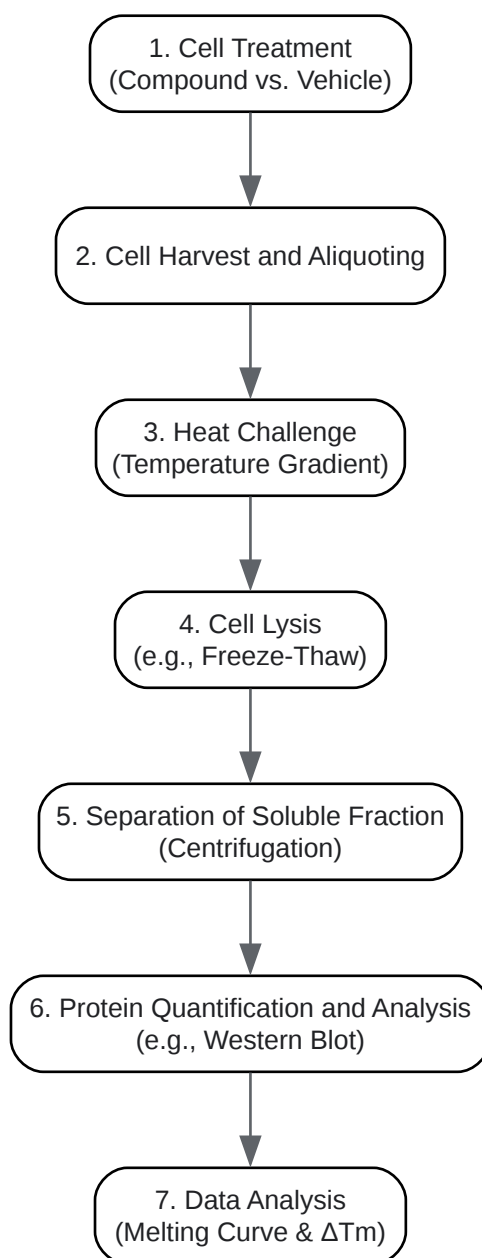 1. Cell Treatment
(Compound vs. Vehicle)
2. Cell Harvest and Aliquoting
3. Heat Challenge
(Temperature Gradient)
4. Cell Lysis
(e.g., Freeze-Thaw)
5. Separation of Soluble Fraction
(Centrifugation)
6. Protein Quantification and Analysis
(e.g., Western Blot)
7. Data Analysis
(Melting Curve & ΔTm)